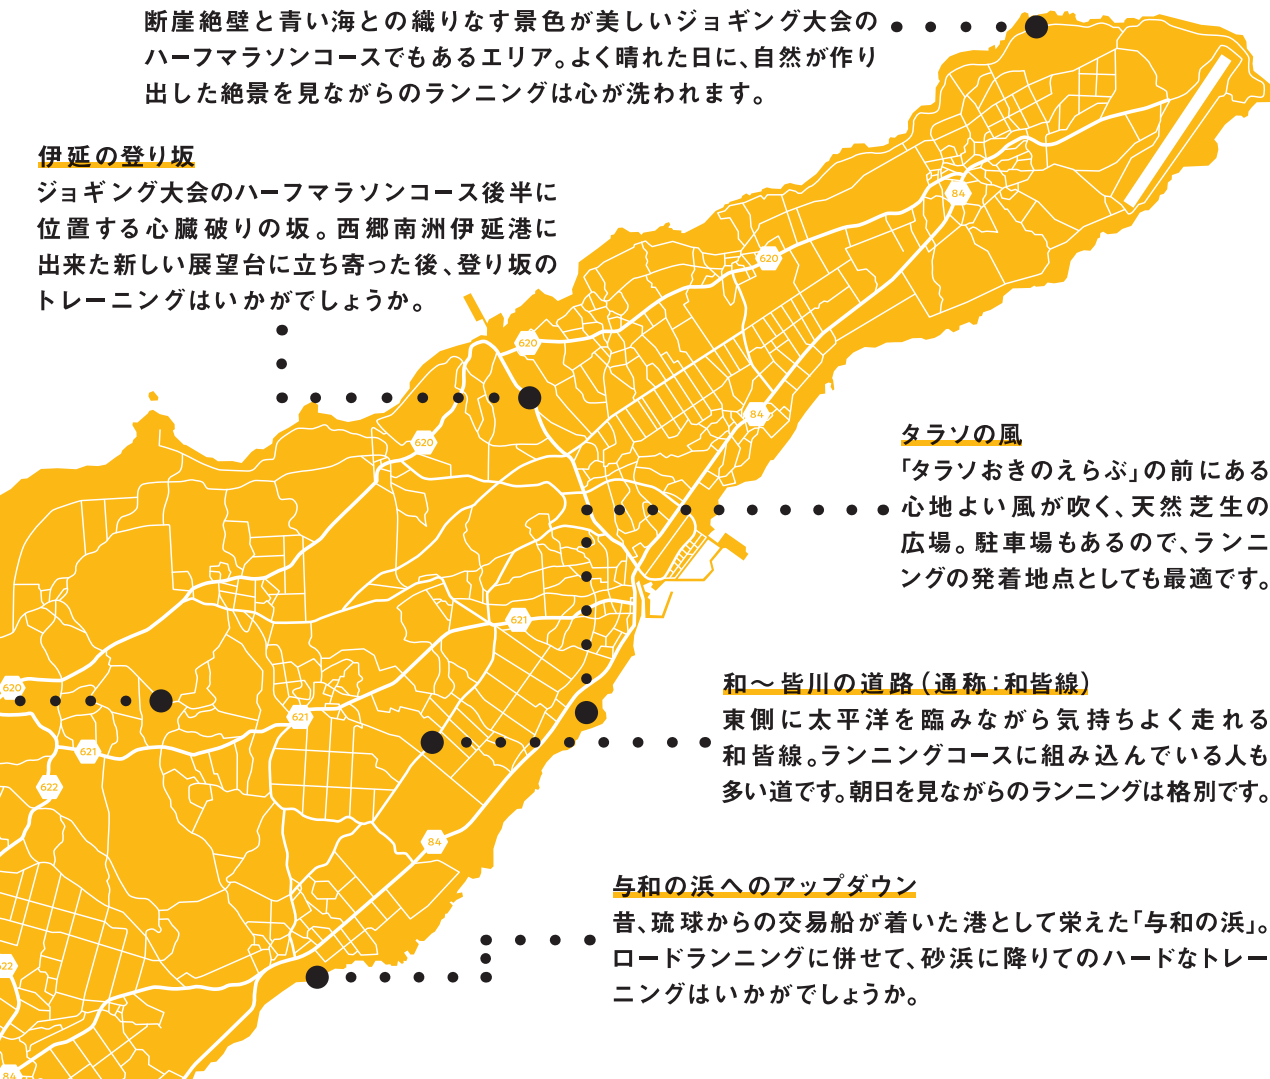 断崖絶壁と青い海との織りなす景色が美しいジョギング大会の
ハーフマラソンコースでもあるエリア。よく晴れた日に、自然が作り
出した絶景を見ながらのランニングは心が洗われます。
伊延の登り坂
ジョギング大会のハーフマラソンコース後半に
位置する心臓破りの坂。西郷南洲伊延港に
出来た新しい展望台に立ち寄った後、登り坂の
トレーニングはいかがでしょうか。
84
620
620
84
620
タラソの風
「タラソおきのえらぶ」の前にある
心地よい風が吹く、天然芝生の
広場。駐車場もあるので、ランニ
ングの発着地点としても最適です。
621
和〜皆川の道路（通称：和皆線）
東側に太平洋を臨みながら気持ちよく走れる
和皆線。ランニングコースに組み込んでいる人も
多い道です。朝日を見ながらのランニングは格別です。
620
621
621
622
84
与和の浜へのアップダウン
昔、琉球からの交易船が着いた港として栄えた「与和の浜」。
ロードランニングに併せて、砂浜に降りてのハードなトレー
ニングはいかがでしょうか。
622
84